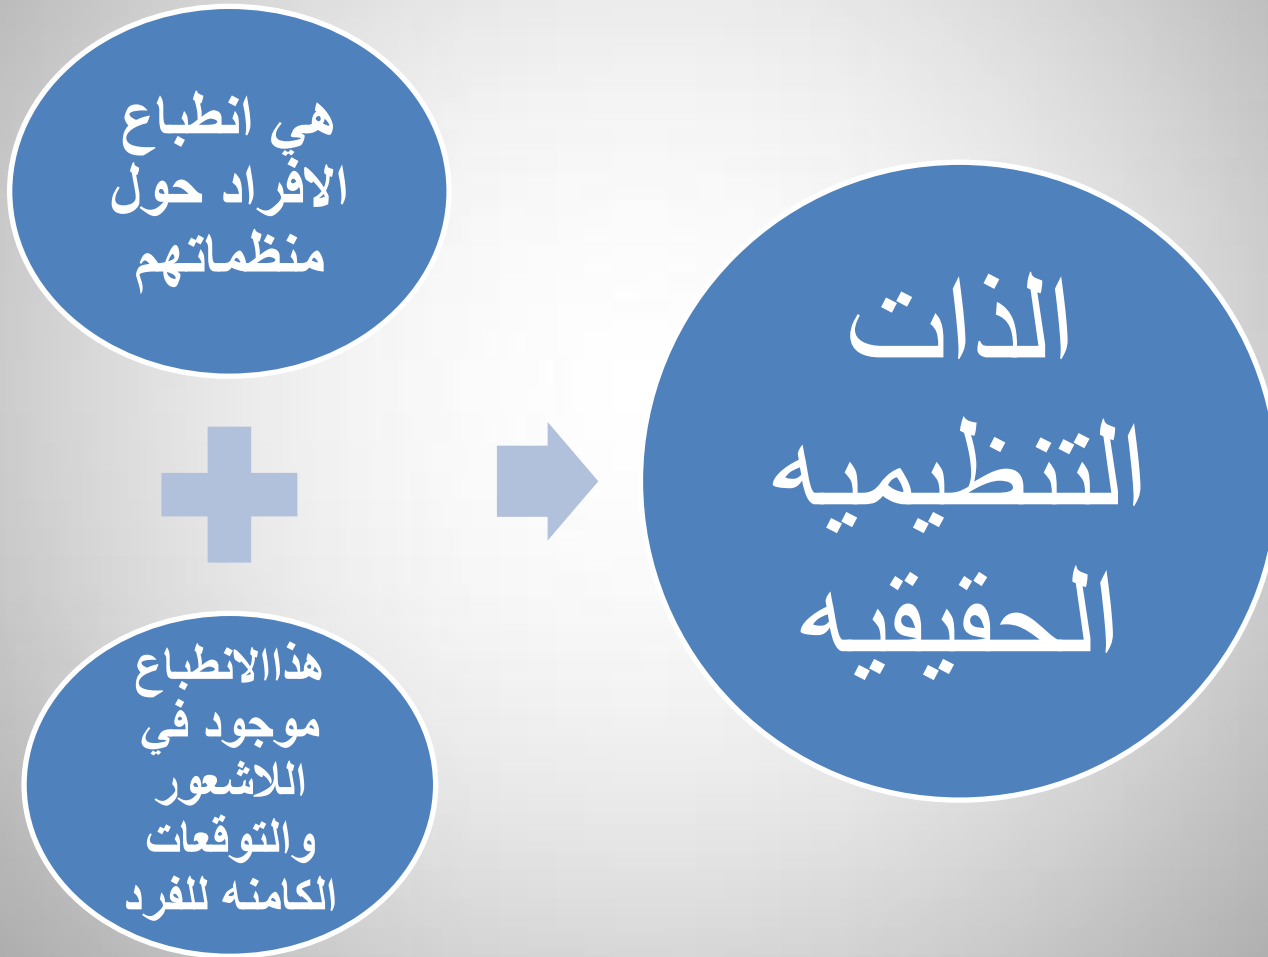 هي انطباع
الافراد حول
منظماتهم
هذاالانطباع
موجود في
اللاشعور
والتوقعات
الكامنه للفرد
الذات
التنظيميه
الحقيقيه